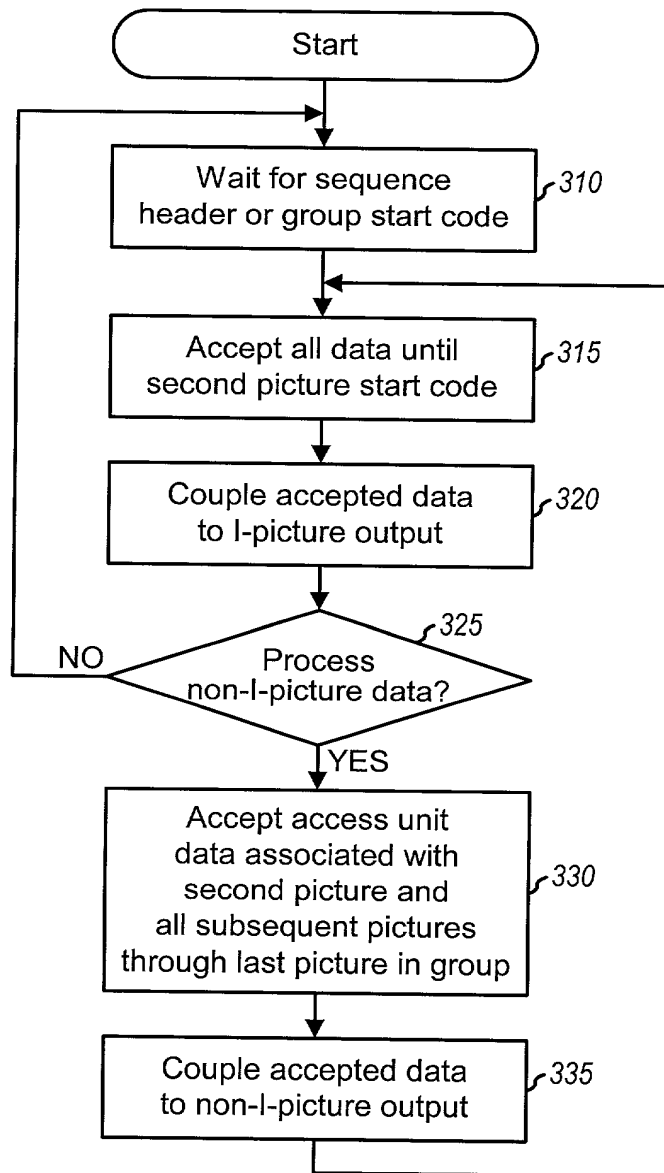 Start
Wait for sequence
header or group start code
310
Accept all data until
second picture start code
315
Couple accepted data
to I-picture output
320
325
Process
non-I-picture data?
NO
YES
Accept access unit
data associated with
second picture and
all subsequent pictures
through last picture in group
330
Couple accepted data
to non-I-picture output
335